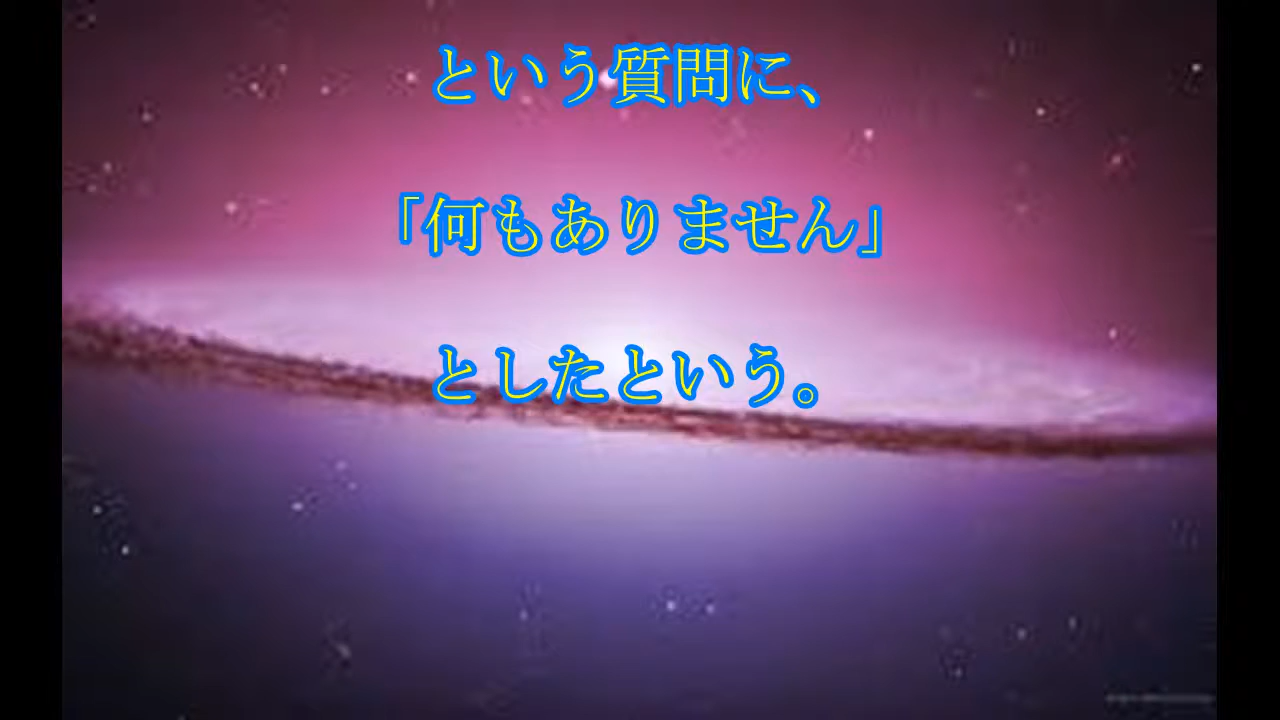 という質問に、
「何もありません」
としたという。